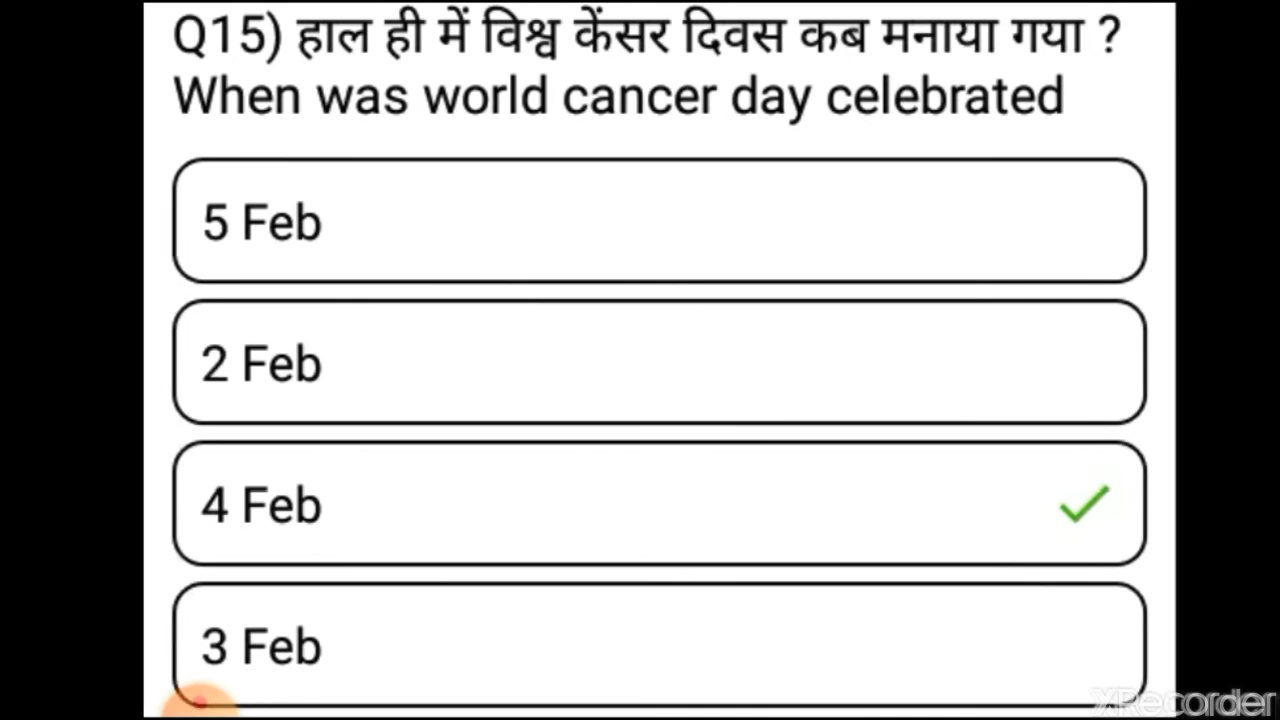 Q15) हाल ही में विश्व केंसर दिवस कब मनाया गया ?
When was world cancer day celebrated
5 Feb
2 Feb
4 Feb
3 Feb
XRecorder